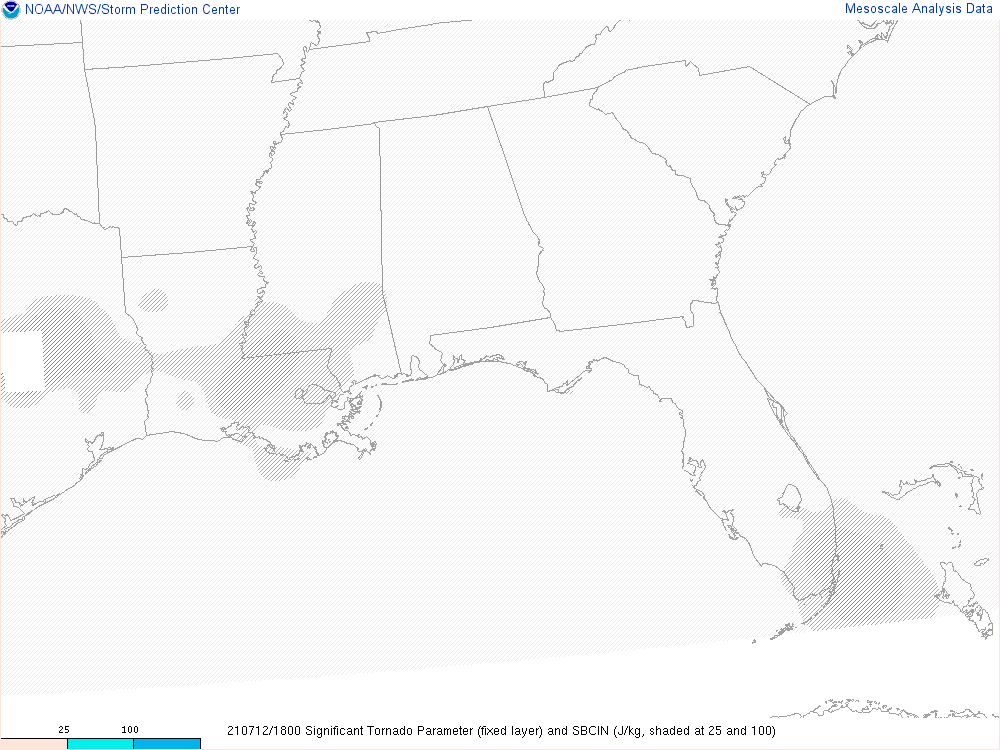 NOAA/NWS/Storm Prediction Center
Mesoscale Analysis Data
25 100
210712/1800 Significant Tornado Parameter (fixed layer) and SBCIN (J/kg, shaded at 25 and 100)